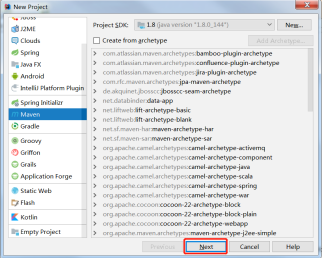 New Project
JBoss
J2ME
Clouds
Spring
Java FX
Android
IntelliJ Platform Plugin
Spring Initializr
Maven
Gradle
Groovy
Griffon
Grails
Application Forge
Static Web
Flash
Kotlin
Empty Project
Project SDK: 1.8 (java version "1.8.0_144") New...
Create from archetype Add Archetype...
com.atlassian.maven.archetypes:bamboo-plugin-archetype
com.atlassian.maven.archetypes:confluence-plugin-archetype
com.atlassian.maven.archetypes:jira-plugin-archetype
com.rfc.maven.archetypes:jpa-maven-archetype
de.akquinet.jbosscc:jbosscc-seam-archetype
net.databinder:data-app
net.liftweb:lift-archetype-basic
net.liftweb:lift-archetype-blank
net.sf.maven-har:maven-archetype-har
net.sf.maven-sar:maven-archetype-sar
org.apache.camel.archetypes:camel-archetype-activemq
org.apache.camel.archetypes:camel-archetype-component
org.apache.camel.archetypes:camel-archetype-java
org.apache.camel.archetypes:camel-archetype-scala
org.apache.camel.archetypes:camel-archetype-spring
org.apache.camel.archetypes:camel-archetype-war
org.apache.cocoon:cocoon-22-archetype-block
org.apache.cocoon:cocoon-22-archetype-block-plain
org.apache.cocoon:cocoon-22-archetype-webapp
org.apache.maven.archetypes:maven-archetype-j2ee-simple
Previous Next Cancel Help